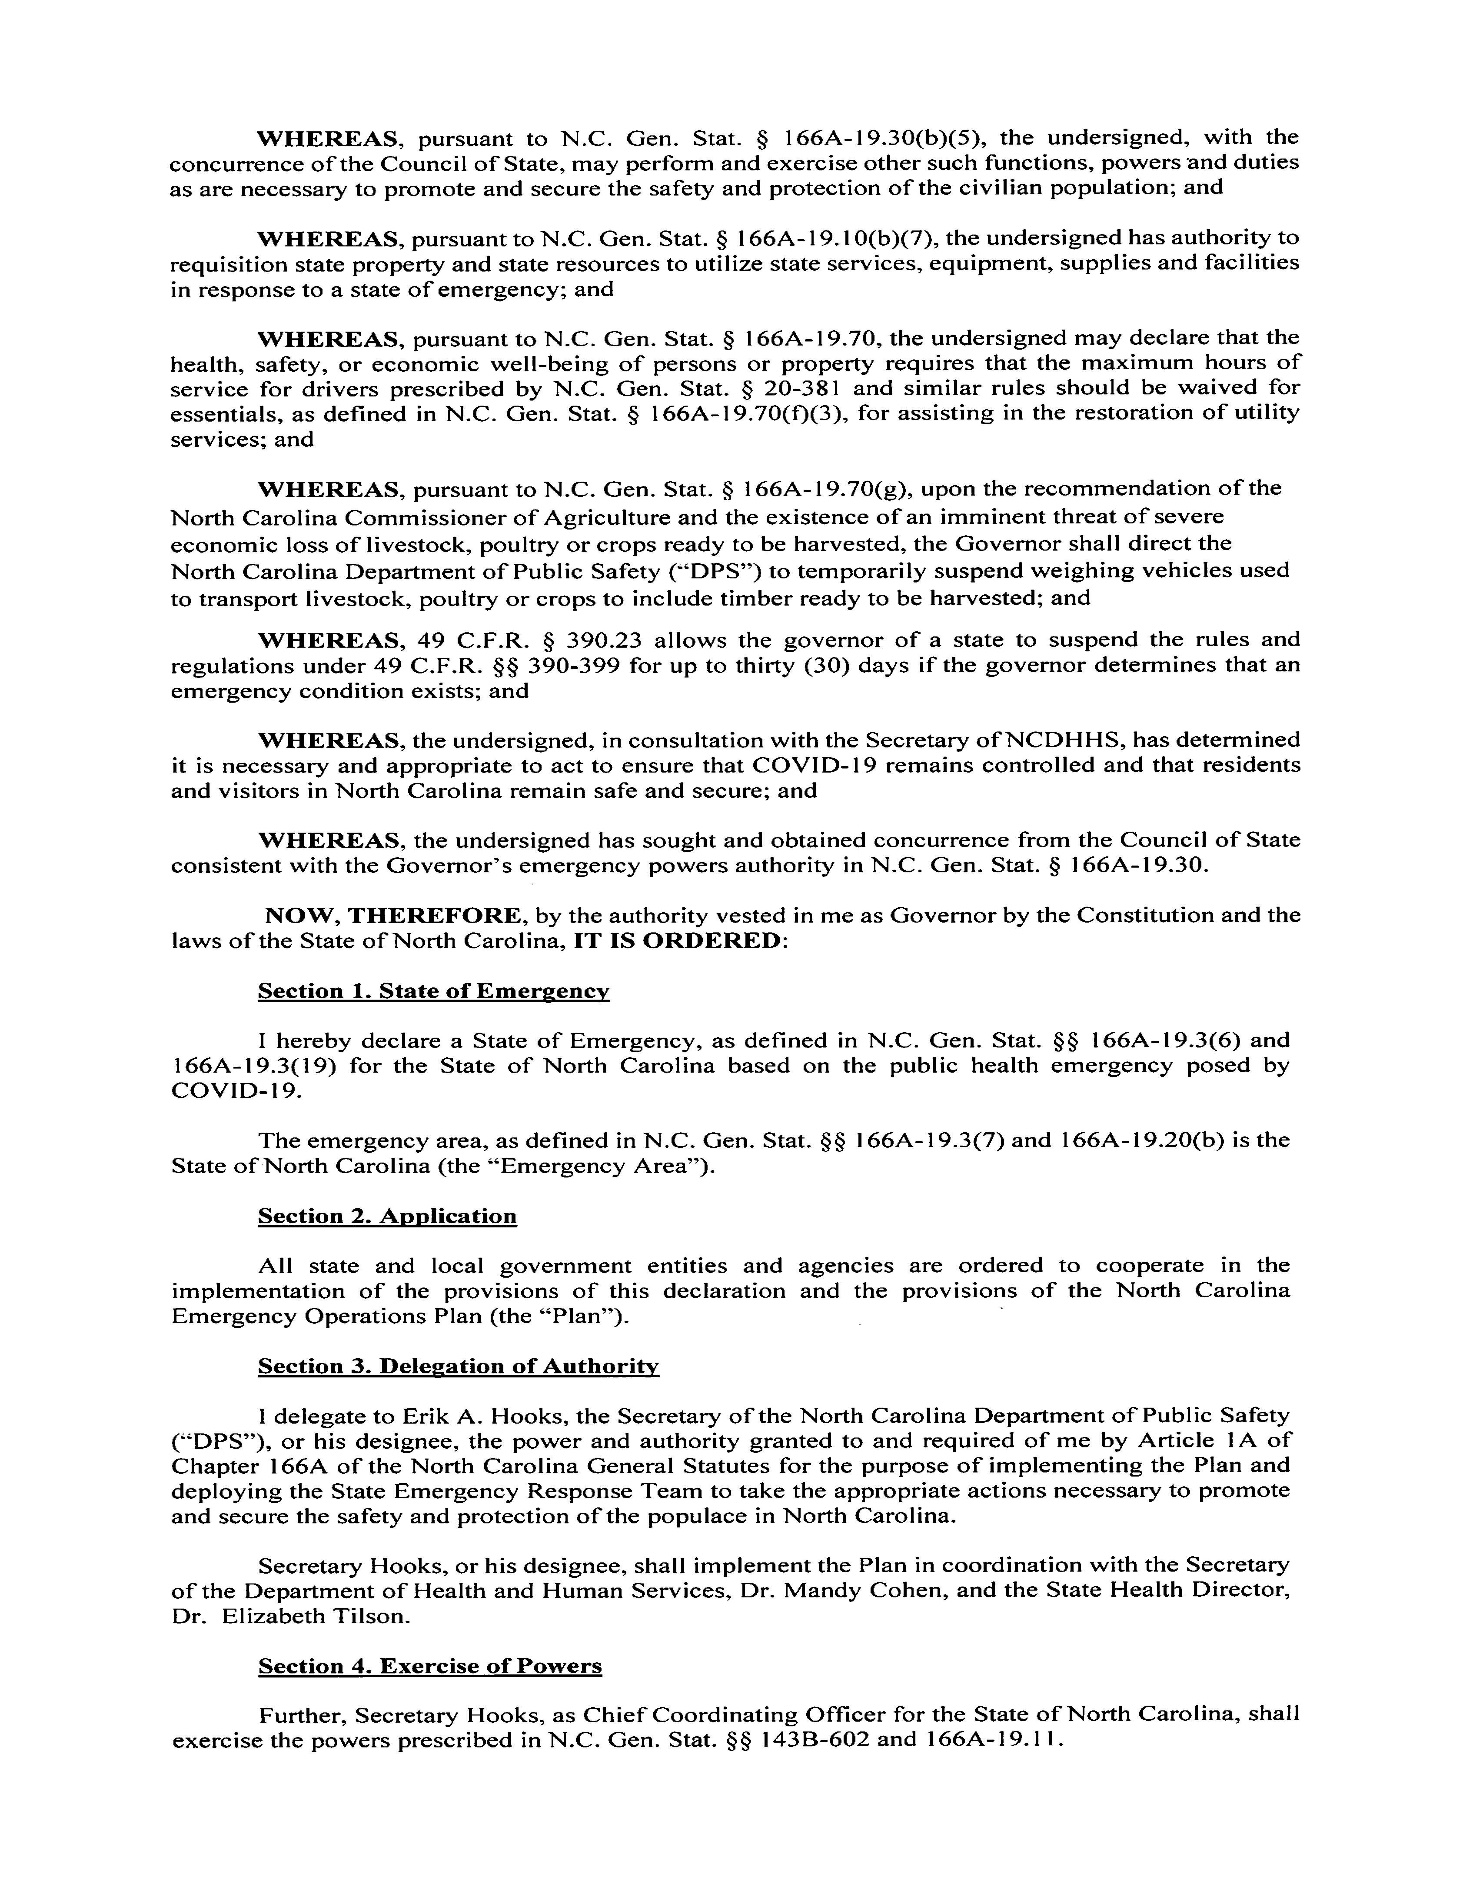 WHEREAS, pursuant to N.C. Gen. Stat. § 166A-19.30(b)(5), the undersigned, with the
concurrence of the Council of State, may perform and exercise other such functions, powers and duties
as are necessary to promote and secure the safety and protection of the civilian population; and
WHEREAS, pursuant to N.C. Gen. Stat. § 166A-19.10(b)(7), the undersigned has authority to
requisition state property and state resources to utilize state services, equipment, supplies and facilities
in response to a state of emergency; and
WHEREAS, pursuant to N.C. Gen. Stat. § 166A-19.70, the undersigned may declare that the
health, safety, or economic well-being of persons or property requires that the maximum hours of
service for drivers prescribed by N.C. Gen. Stat. § 20-381 and similar rules should be waived for
essentials, as defined in N.C. Gen. Stat. § 166A-19.70(f)(3), for assisting in the restoration of utility
services; and
WHEREAS, pursuant to N.C. Gen. Stat. § 166A-19.70(g), upon the recommendation of the
North Carolina Commissioner of Agriculture and the existence of an imminent threat of severe
economic loss of livestock, poultry or crops ready to be harvested, the Governor shall direct the
North Carolina Department of Public Safety (“DPS”) to temporarily suspend weighing vehicles used
to transport livestock, poultry or crops to include timber ready to be harvested; and
WHEREAS, 49 C.F.R. § 390.23 allows the governor of a state to suspend the rules and
regulations under 49 C.F.R. §§ 390-399 for up to thirty (30) days if the governor determines that an
emergency condition exists; and
WHEREAS, the undersigned, in consultation with the Secretary of NCDHHS, has determined
it is necessary and appropriate to act to ensure that COVID-19 remains controlled and that residents
and visitors in North Carolina remain safe and secure; and
WHEREAS, the undersigned has sought and obtained concurrence from the Council of State
consistent with the Governor’s emergency powers authority in N.C. Gen. Stat. § 166A-19.30.
NOW, THEREFORE, by the authority vested in me as Governor by the Constitution and the
laws of the State of North Carolina, IT IS ORDERED:
Section 1. State of Emergency
I hereby declare a State of Emergency, as defined in N.C. Gen. Stat. §§ 166A-19.3(6) and
166A-19.3(19) for the State of North Carolina based on the public health emergency posed by
COVID-19.
The emergency area, as defined in N.C. Gen. Stat. §§ 166A-19.3(7) and 166A-19.20(b) is the
State of North Carolina (the “Emergency Area”).
Section 2. Application
All state and local government entities and agencies are ordered to cooperate in the
implementation of the provisions of this declaration and the provisions of the North Carolina
Emergency Operations Plan (the “Plan”).
Section 3. Delegation of Authority
I delegate to Erik A. Hooks, the Secretary of the North Carolina Department of Public Safety
(“DPS”), or his designee, the power and authority granted to and required of me by Article 1A of
Chapter 166A of the North Carolina General Statutes for the purpose of implementing the Plan and
deploying the State Emergency Response Team to take the appropriate actions necessary to promote
and secure the safety and protection of the populace in North Carolina.
Secretary Hooks, or his designee, shall implement the Plan in coordination with the Secretary
of the Department of Health and Human Services, Dr. Mandy Cohen, and the State Health Director,
Dr. Elizabeth Tilson.
Section 4. Exercise of Powers
Further, Secretary Hooks, as Chief Coordinating Officer for the State of North Carolina, shall
exercise the powers prescribed in N.C. Gen. Stat. §§ 143B-602 and 166A-19.11.